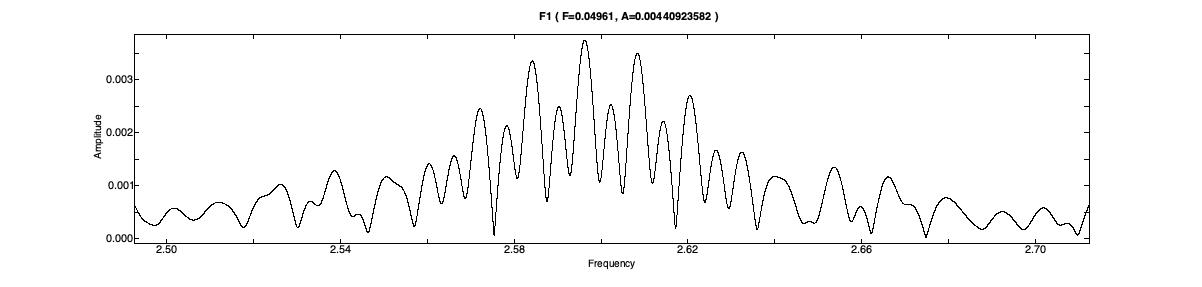 F1 ( F=0.04961, A=0.00440923582 )
Amplitude
0.003
0.002
0.001
0.000
2.50 2.54 2.58 2.62 2.66 2.70
Frequency